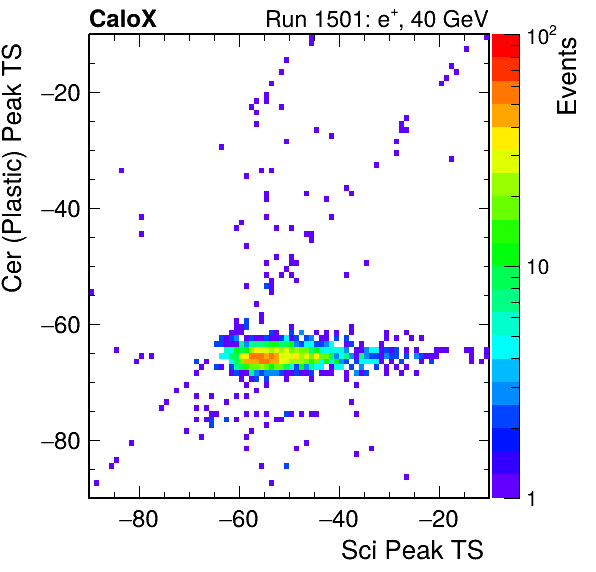 CaloX Run 1501: e⁺, 40 GeV
Cer (Plastic) Peak TS
−20
−40
−60
−80
−80 −60 −40 −20
Sci Peak TS
10²
10
1
Events